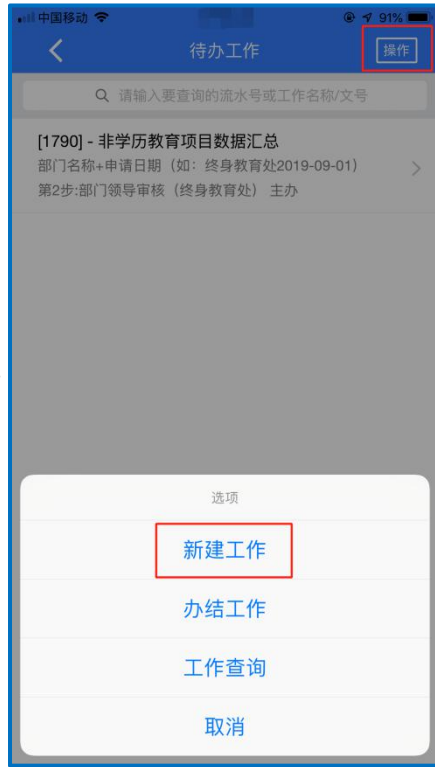 中国移动 91%
待办工作 操作
请输入要查询的流水号或工作名称/文号
[1790] - 非学历教育项目数据汇总
部门名称+申请日期（如：终身教育处2019-09-01）
第2步:部门领导审核（终身教育处） 主办
选项
新建工作
办结工作
工作查询
取消